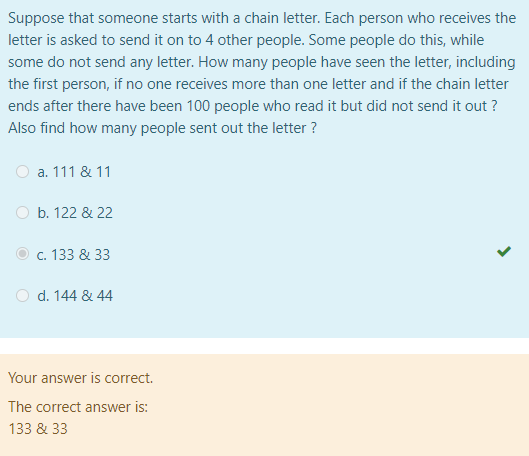 Suppose that someone starts with a chain letter. Each person who receives the
letter is asked to send it on to 4 other people. Some people do this, while
some do not send any letter. How many people have seen the letter, including
the first person, if no one receives more than one letter and if the chain letter
ends after there have been 100 people who read it but did not send it out ?
Also find how many people sent out the letter ?
a. 111 & 11
b. 122 & 22
c. 133 & 33
d. 144 & 44
Your answer is correct.
The correct answer is:
133 & 33